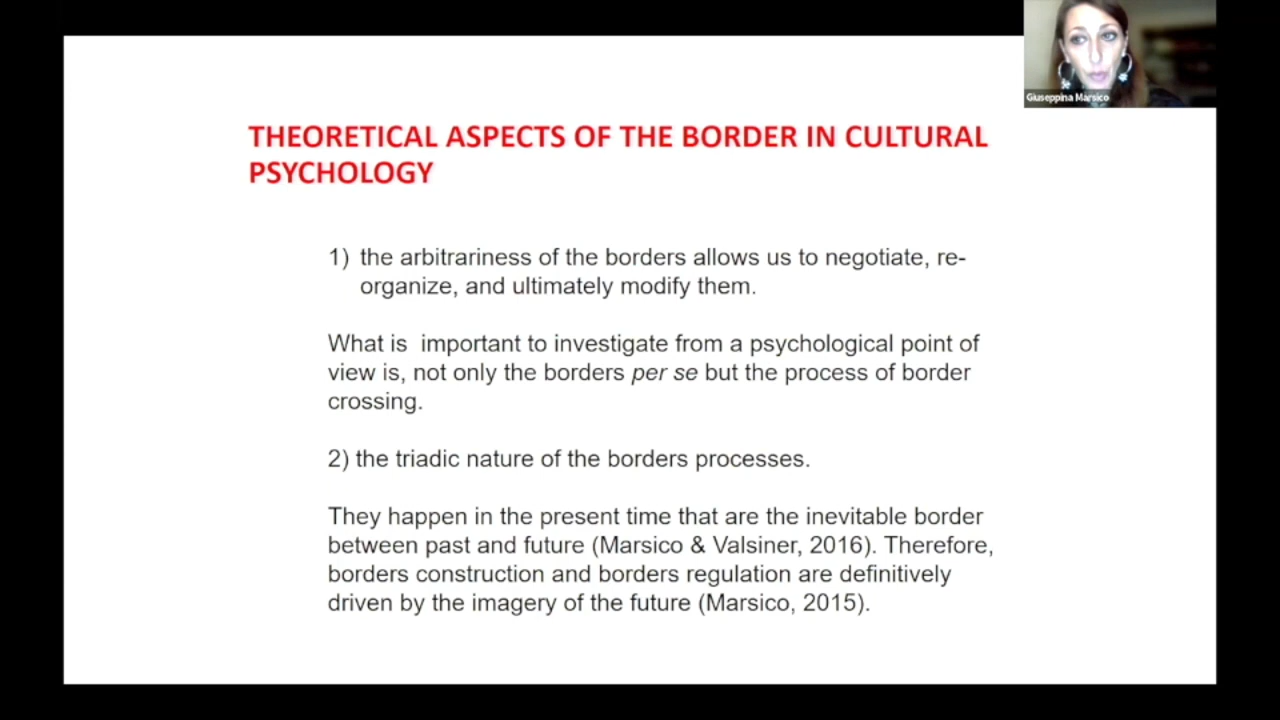 Giuseppina Marsico
THEORETICAL ASPECTS OF THE BORDER IN CULTURAL
PSYCHOLOGY
1) the arbitrariness of the borders allows us to negotiate, re-
organize, and ultimately modify them.
What is  important to investigate from a psychological point of
view is, not only the borders per se but the process of border
crossing.
2) the triadic nature of the borders processes.
They happen in the present time that are the inevitable border
between past and future (Marsico & Valsiner, 2016). Therefore,
borders construction and borders regulation are definitively
driven by the imagery of the future (Marsico, 2015).